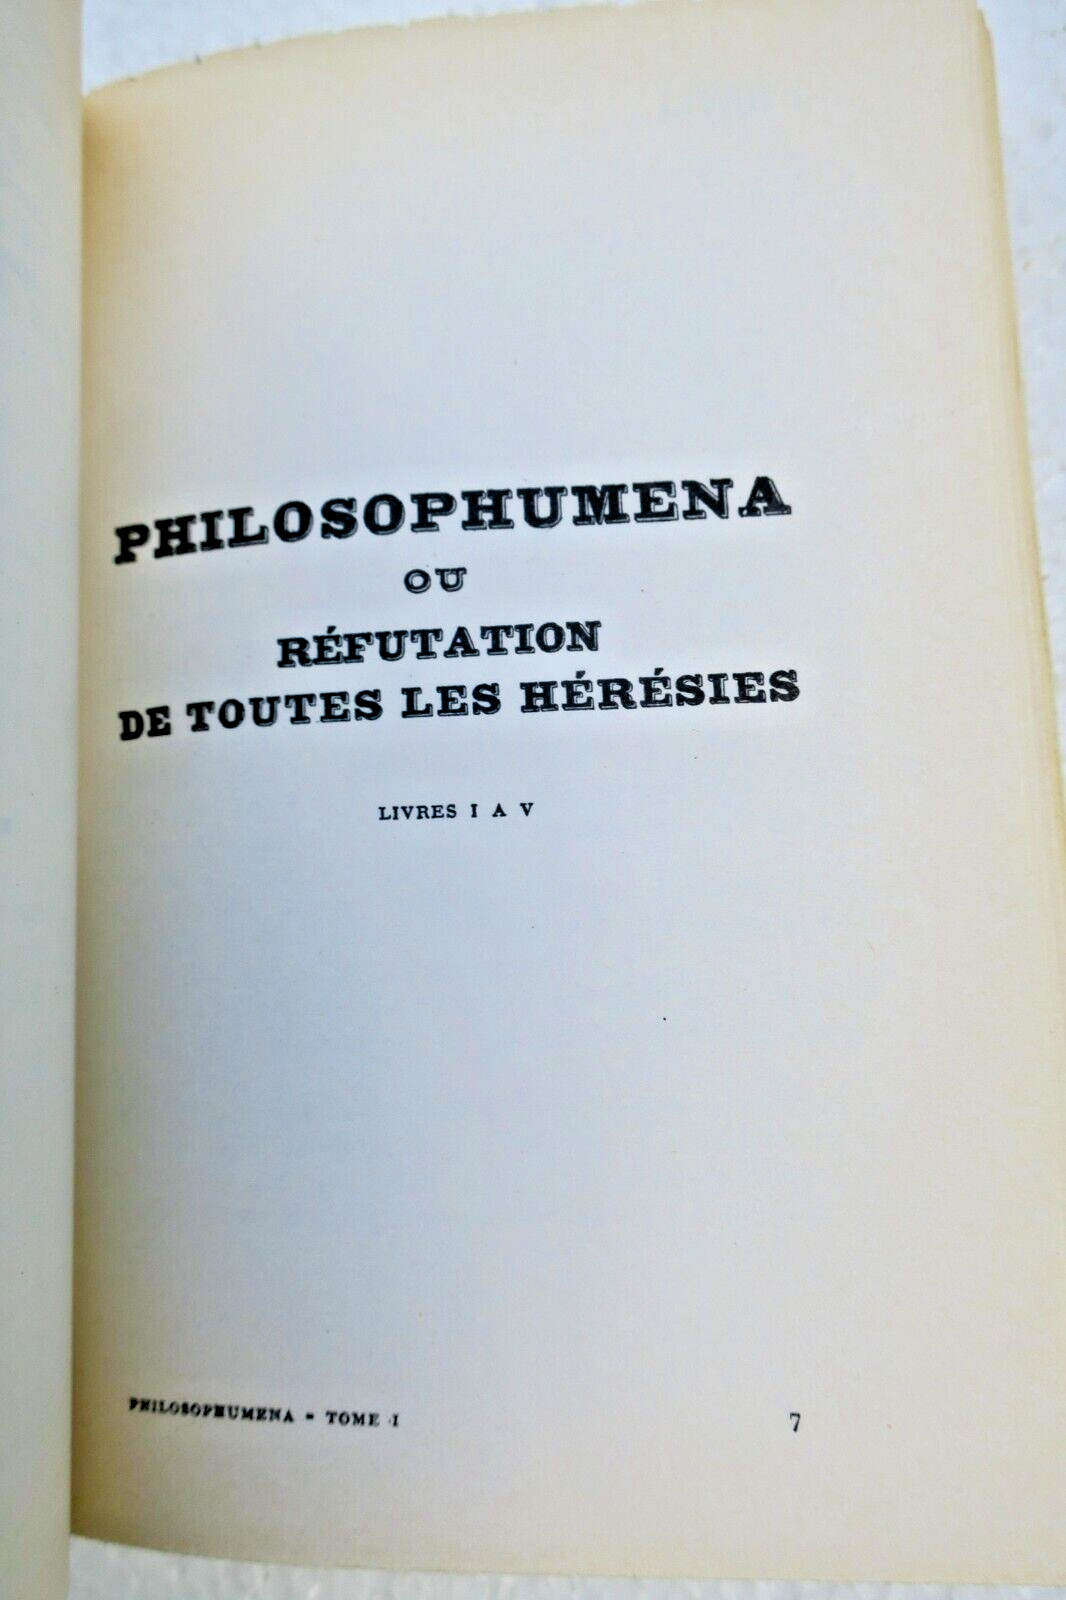 PHILOSOPHUMENA
OU
RÉFUTATION
DE TOUTES LES HÉRÉSIES
LIVRES I A V
PHILOSOPHUMENA - TOME I
7